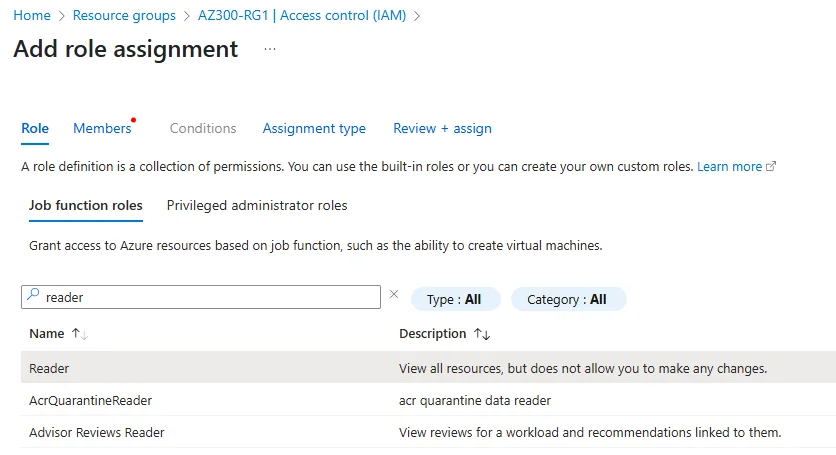 Home > Resource groups > AZ300-RG1 | Access control (IAM) >
Add role assignment ...
Role Members Conditions Assignment type Review + assign
A role definition is a collection of permissions. You can use the built-in roles or you can create your own custom roles. Learn more
Job function roles Privileged administrator roles
Grant access to Azure resources based on job function, such as the ability to create virtual machines.
reader Type : All Category : All
Name ↑↓ Description ↑↓
Reader View all resources, but does not allow you to make any changes.
AcrQuarantineReader acr quarantine data reader
Advisor Reviews Reader View reviews for a workload and recommendations linked to them.